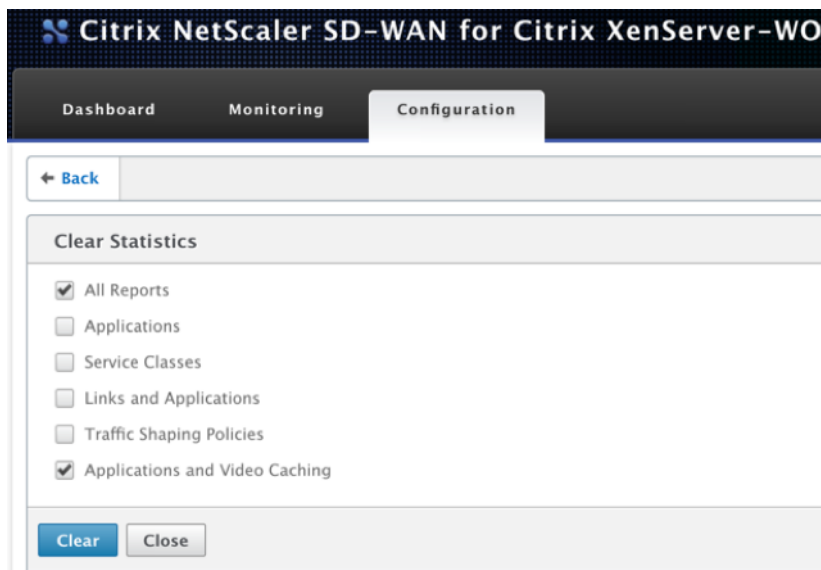 Citrix NetScaler SD-WAN for Citrix XenServer-WO
Dashboard Monitoring Configuration
Back
Clear Statistics
All Reports
Applications
Service Classes
Links and Applications
Traffic Shaping Policies
Applications and Video Caching
Clear Close